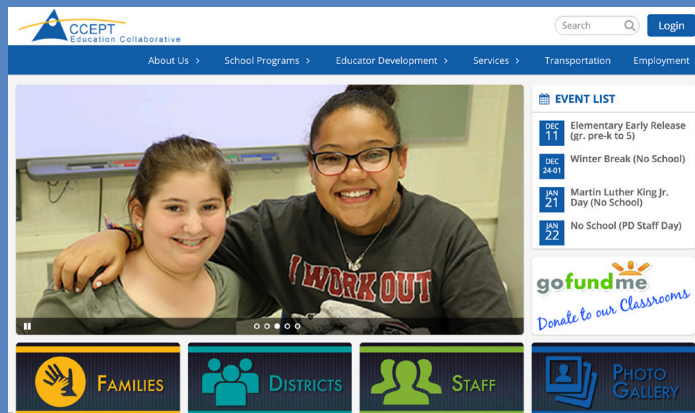 CCEPT
Education Collaborative
Search
Login
About Us >
School Programs >
Educator Development >
Services >
Transportation
Employment
I WORK OUT
EVENT LIST
DEC
11
Elementary Early Release
(gr. pre-k to 5)
DEC
24-01
Winter Break (No School)
JAN
21
Martin Luther King Jr.
Day (No School)
JAN
22
No School (PD Staff Day)
gofundme
Donate to our Classrooms
FAMILIES
DISTRICTS
STAFF
PHOTO
GALLERY